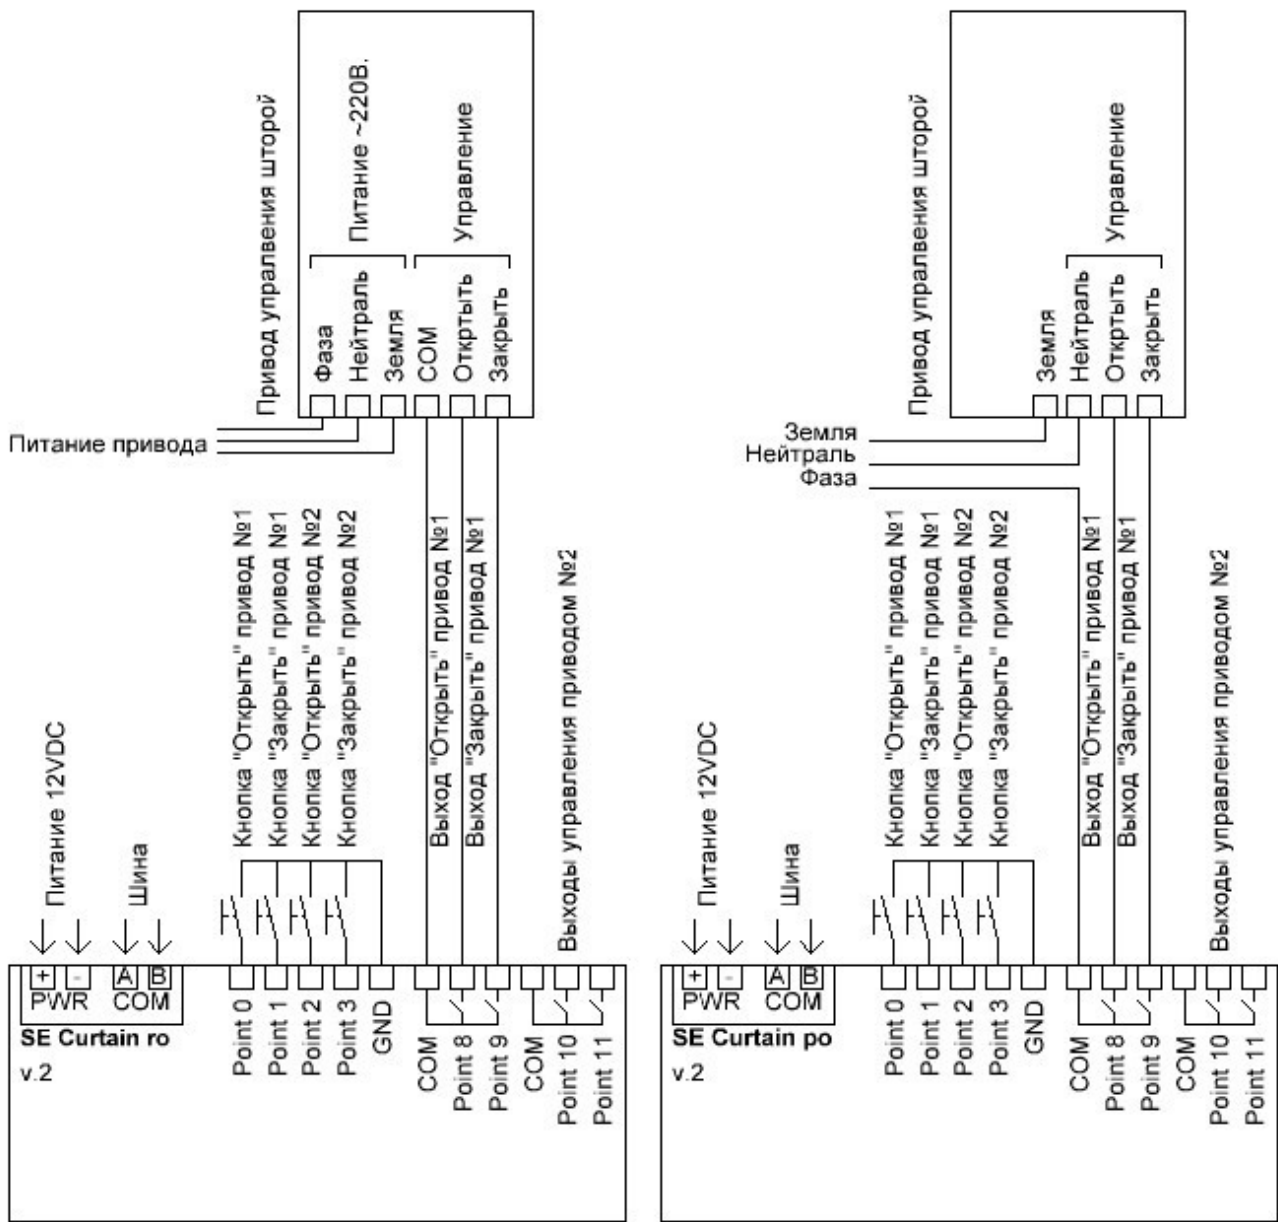 Привод упралвения шторой
Питание ~220В.
Управление
Фаза
Нейтраль
Земля
COM
Откртыть
Закрыть
Питание привода
Кнопка "Открыть" привод №1
Кнопка "Закрыть" привод №1
Кнопка "Открыть" привод №2
Кнопка "Закрыть" привод №2
Выход "Открыть" привод №1
Выход "Закрыть" привод №1
Выходы управления приводом №2
Питание 12VDC
Шина
+ - A B
PWR COM
SE Curtain ro
v.2
Point 0
Point 1
Point 2
Point 3
GND
COM
Point 8
Point 9
COM
Point 10
Point 11
Привод упралвения шторой
Управление
Земля
Нейтраль
Откртыть
Закрыть
Земля
Нейтраль
Фаза
Кнопка "Открыть" привод №1
Кнопка "Закрыть" привод №1
Кнопка "Открыть" привод №2
Кнопка "Закрыть" привод №2
Выход "Открыть" привод №1
Выход "Закрыть" привод №1
Выходы управления приводом №2
Питание 12VDC
Шина
+ - A B
PWR COM
SE Curtain po
v.2
Point 0
Point 1
Point 2
Point 3
GND
COM
Point 8
Point 9
COM
Point 10
Point 11